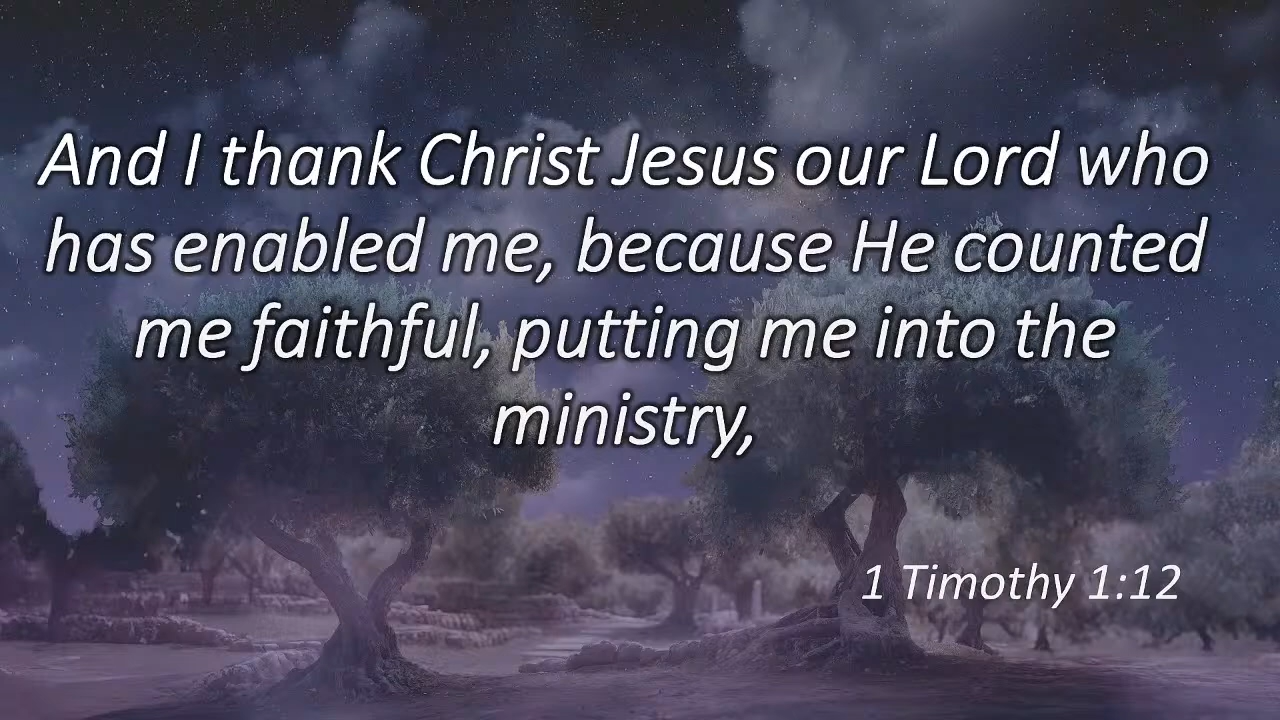 And I thank Christ Jesus our Lord who
has enabled me, because He counted
me faithful, putting me into the
ministry,
1 Timothy 1:12